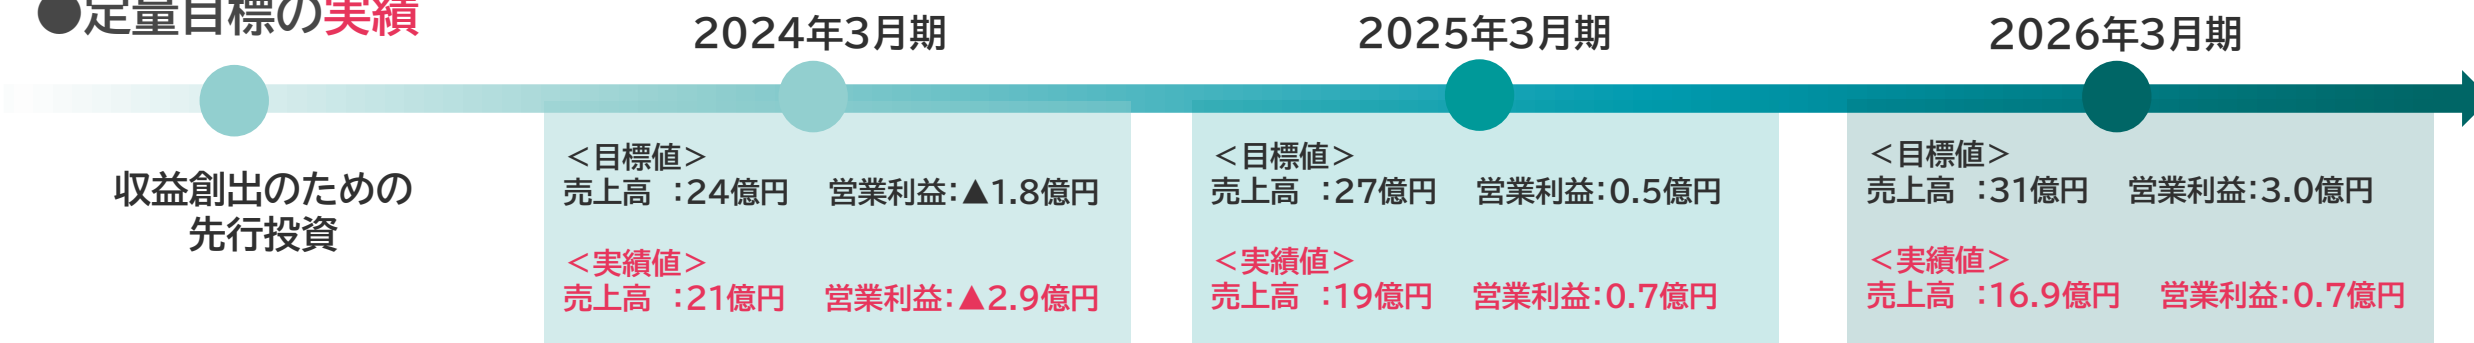 ●定量目標の実績
2024年3月期
2025年3月期
2026年3月期
収益創出のための
先行投資
＜目標値＞
売上高 :24億円 営業利益:▲1.8億円
＜実績値＞
売上高 :21億円 営業利益:▲2.9億円
＜目標値＞
売上高 :27億円 営業利益:0.5億円
＜実績値＞
売上高 :19億円 営業利益:0.7億円
＜目標値＞
売上高 :31億円 営業利益:3.0億円
＜実績値＞
売上高 :16.9億円 営業利益:0.7億円